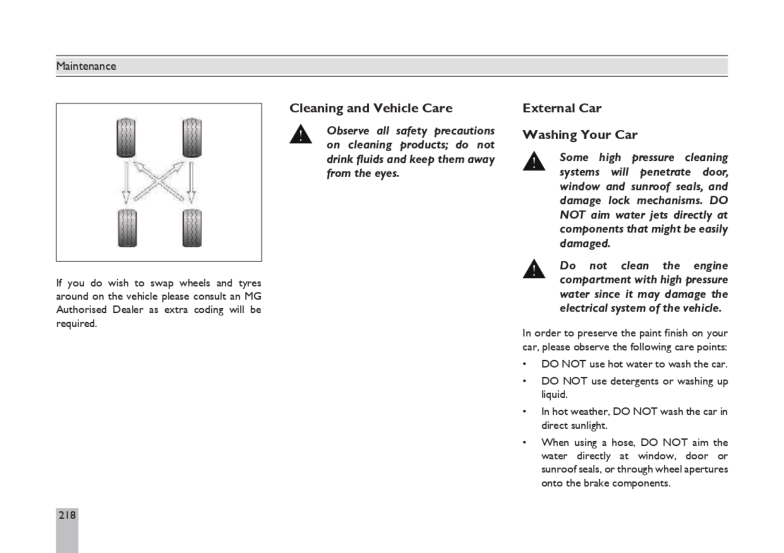 Maintenance
If you do wish to swap wheels and tyres
around on the vehicle please consult an MG
Authorised Dealer as extra coding will be
required.
Cleaning and Vehicle Care
Observe all safety precautions
on cleaning products; do not
drink fluids and keep them away
from the eyes.
External Car
Washing Your Car
Some high pressure cleaning
systems will penetrate door,
window and sunroof seals, and
damage lock mechanisms. DO
NOT aim water jets directly at
components that might be easily
damaged.
Do not clean the engine
compartment with high pressure
water since it may damage the
electrical system of the vehicle.
In order to preserve the paint finish on your
car, please observe the following care points:
• DO NOT use hot water to wash the car.
• DO NOT use detergents or washing up
liquid.
• In hot weather, DO NOT wash the car in
direct sunlight.
• When using a hose, DO NOT aim the
water directly at window, door or
sunroof seals, or through wheel apertures
onto the brake components.
218